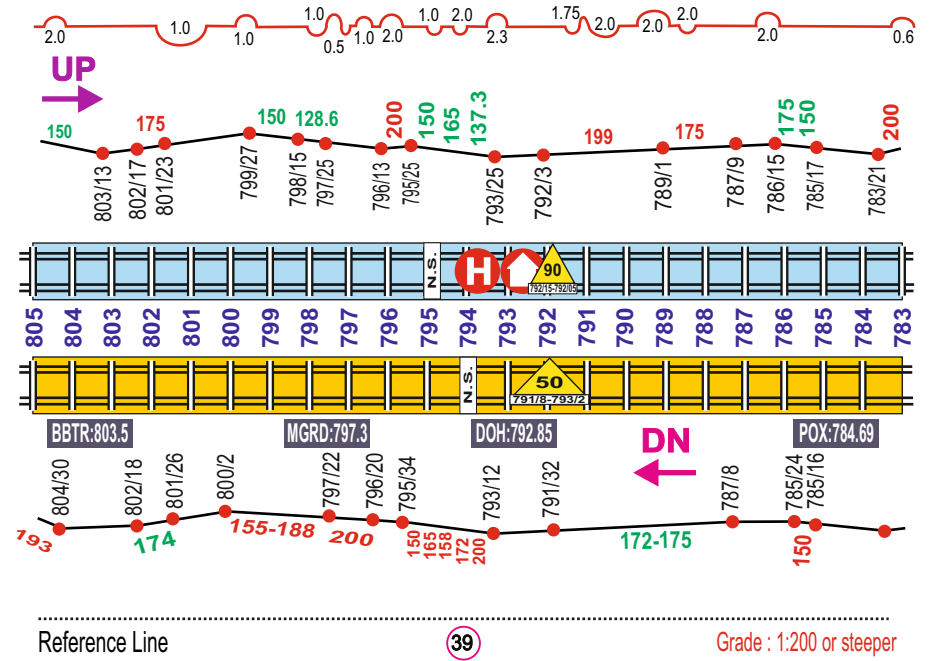 2.0 1.0 1.0 1.0 0.5 1.0 2.0 1.0 2.0 2.3 1.75 2.0 2.0 2.0 2.0 0.6
UP
150 175 150 128.6 200 150 165 137.3 199 175 175 150 200
803/13 802/17 801/23 799/27 798/15 797/25 796/13 795/25 793/25 792/3 789/1 787/9 786/15 785/17 783/21
N.S. H 90
792/15-792/05
805 804 803 802 801 800 799 798 797 796 795 794 793 792 791 790 789 788 787 786 785 784 783
N.S. 50
791/8-793/2
BBTR:803.5 MGRD:797.3 DOH:792.85 POX:784.69
DN
804/30 802/18 801/26 800/2 797/22 796/20 795/34 793/12 791/32 787/8 785/24 785/16
193 174 155-188 200 150 165 158 172 200 172-175 150
Reference Line 39 Grade : 1:200 or steeper